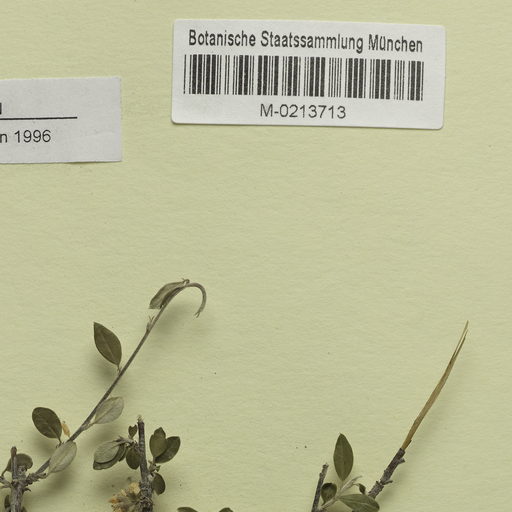 Botanische Staatssammlung München
M-0213713
n 1996